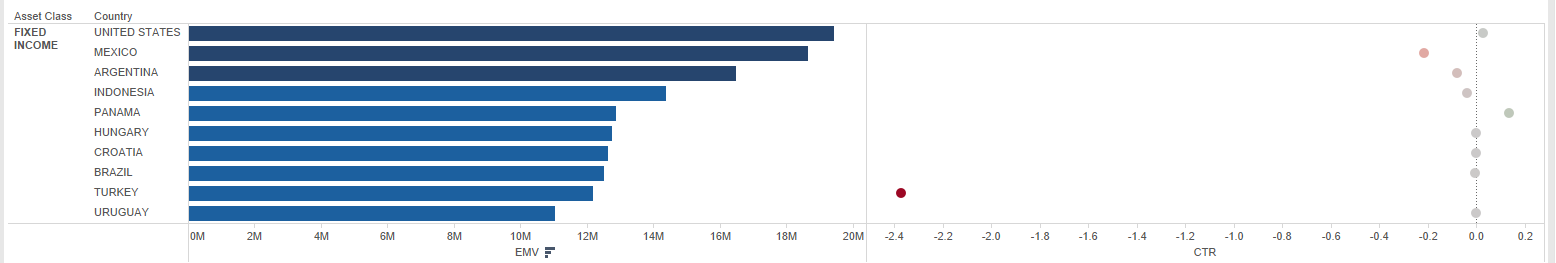 Asset Class Country
FIXED INCOME
UNITED STATES
MEXICO
ARGENTINA
INDONESIA
PANAMA
HUNGARY
CROATIA
BRAZIL
TURKEY
URUGUAY
0M 2M 4M 6M 8M 10M 12M 14M 16M 18M 20M
-2.4 -2.2 -2.0 -1.8 -1.6 -1.4 -1.2 -1.0 -0.8 -0.6 -0.4 -0.2 0.0 0.2
EMV
CTR